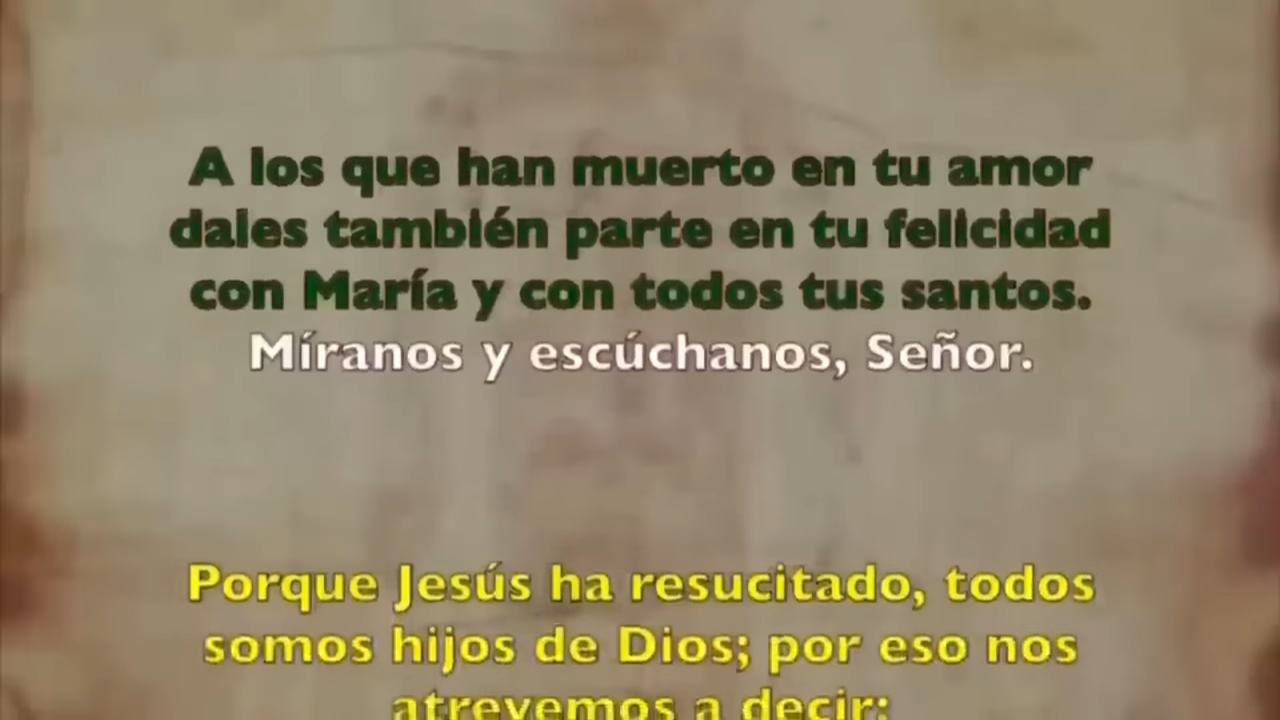 A los que han muerto en tu amor
dales también parte en tu felicidad
con María y con todos tus santos.
Míranos y escúchanos, Señor.
Porque Jesús ha resucitado, todos
somos hijos de Dios; por eso nos
atrevemos a decir: